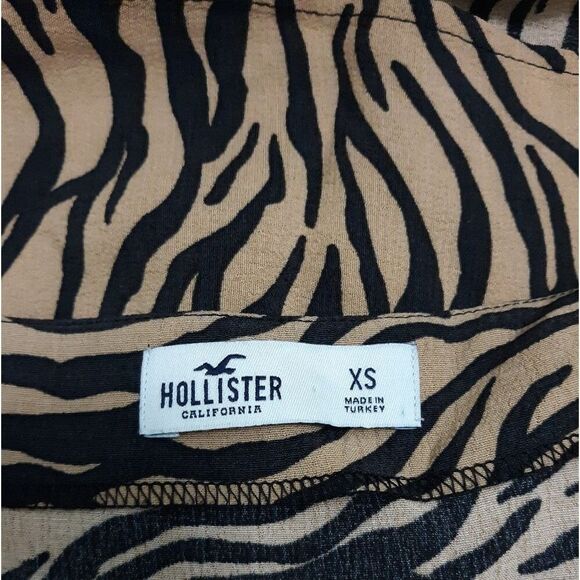 HOLLISTER
CALIFORNIA
XS
MADE IN
TURKEY